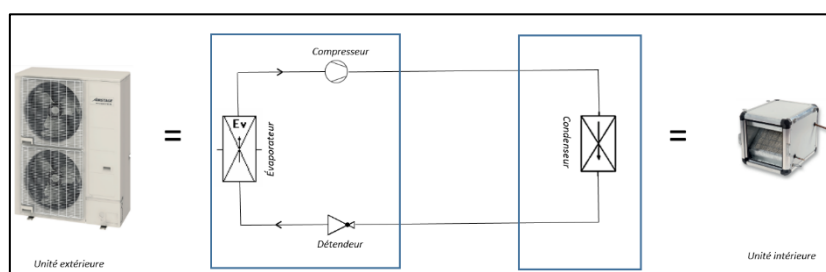 Compresseur
Ev
Évaporateur
Condenseur
=
=
Détendeur
Unité extérieure
Unité intérieure